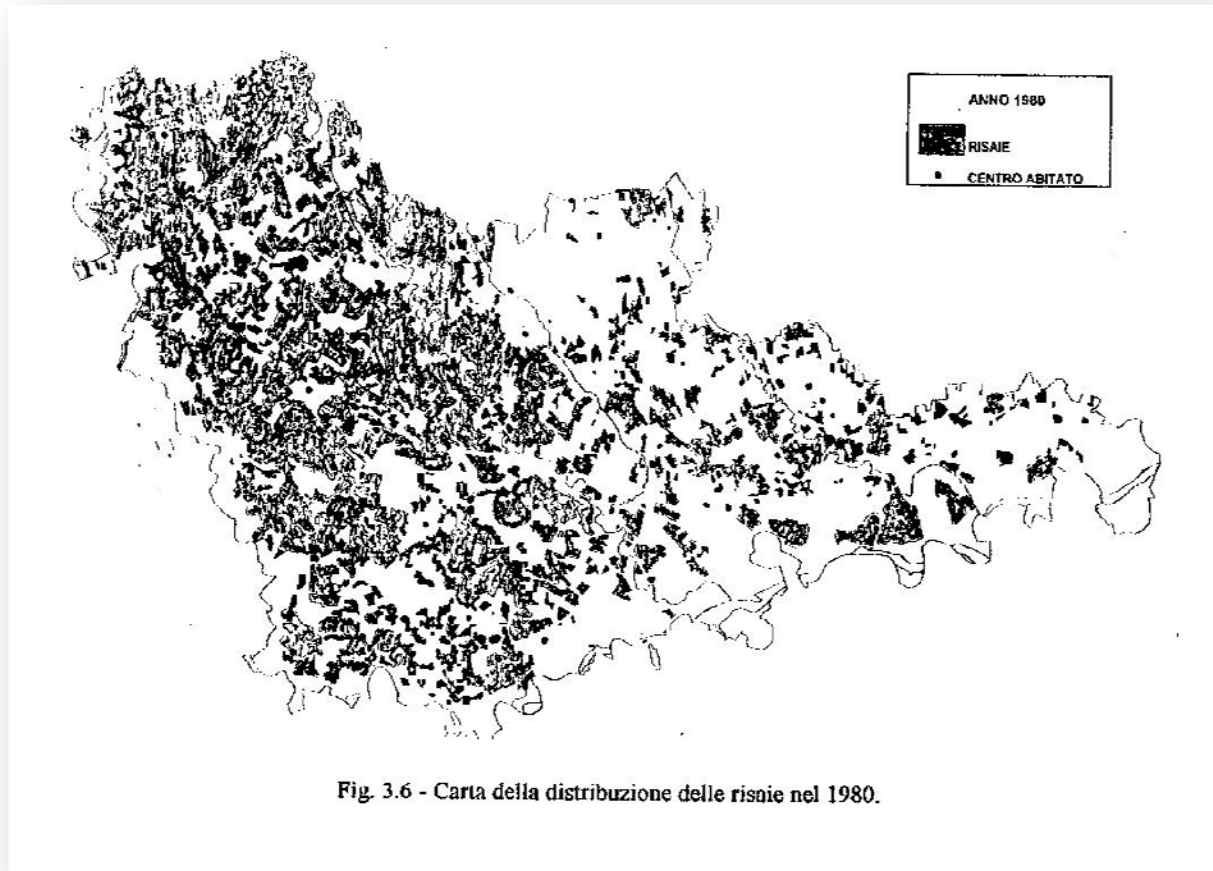 ANNO 1980
RISAIE
CENTRO ABITATO
Fig. 3.6 - Carta della distribuzione delle risaie nel 1980.